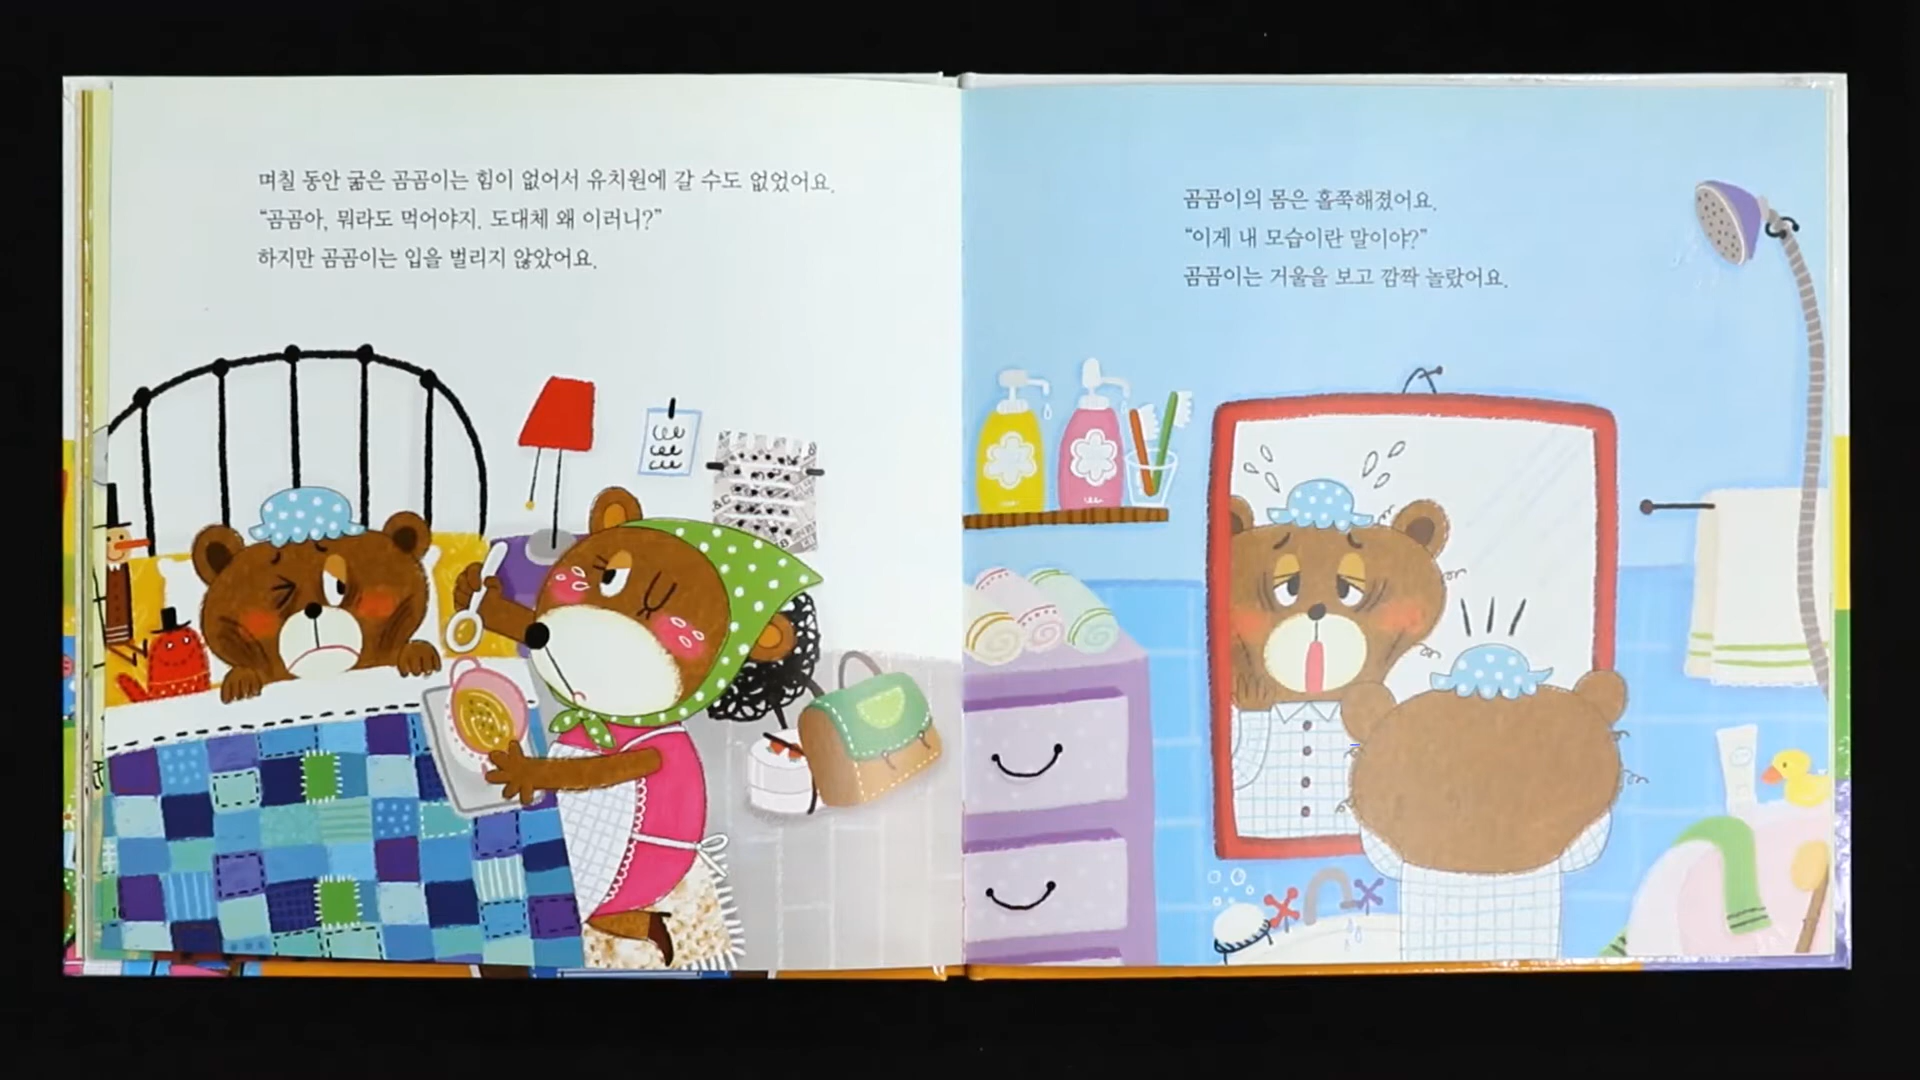 며칠 동안 굶은 곰곰이는 힘이 없어서 유치원에 갈 수도 없었어요.
“곰곰아, 뭐라도 먹어야지. 도대체 왜 이러니?”
하지만 곰곰이는 입을 벌리지 않았어요.
16
곰곰이의 몸은 홀쭉해졌어요.
“이게 내 모습이란 말이야?”
곰곰이는 거울을 보고 깜짝 놀랐어요.